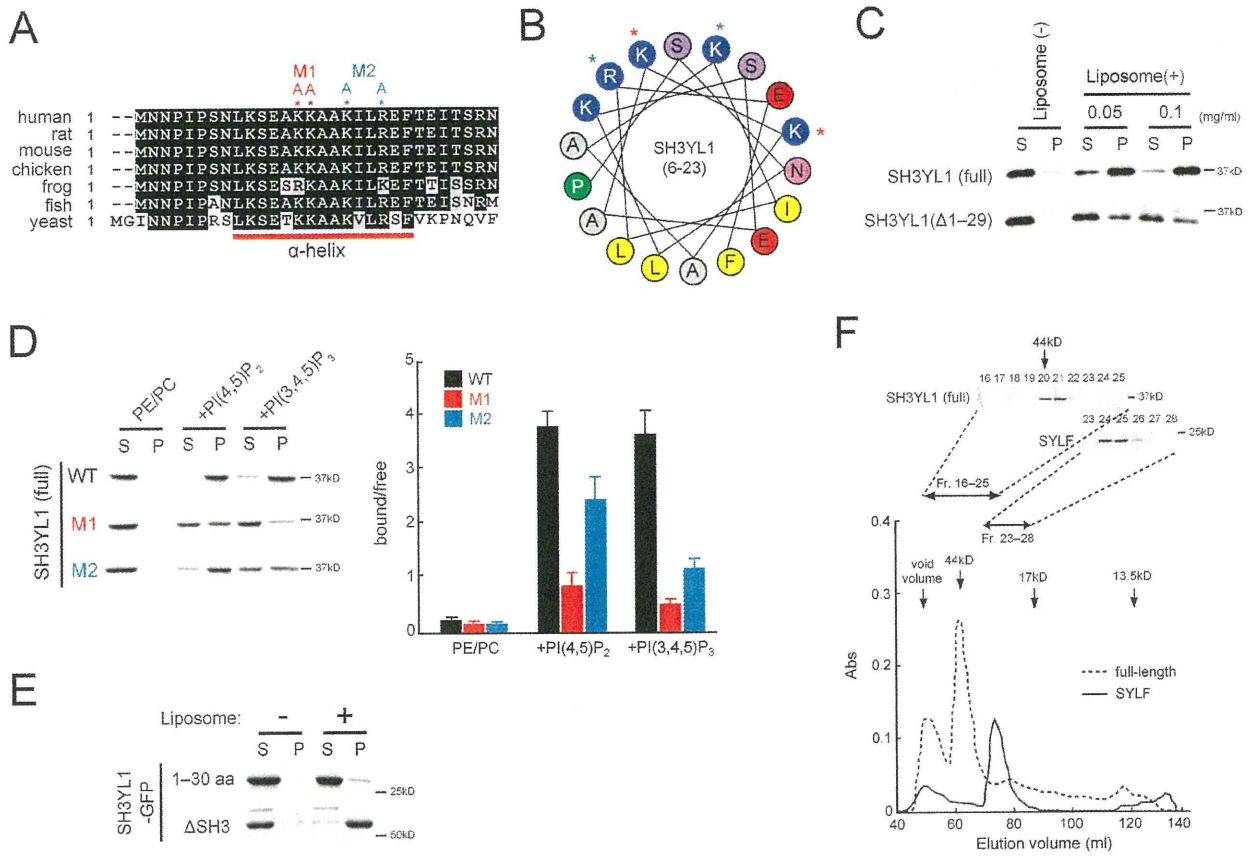 A
M1 M2
AA A A
** * *
human 1 --MNNPIPSNLKSEAKKAAKILREFTEITSRN
rat 1 --MNNPIPSNLKSEAKKAAKILREFTEITSRN
mouse 1 --MNNPIPSNLKSEAKKAAKILREFTEITSRN
chicken 1 --MNNPIPSNLKSEAKKAAKILREFTEITSRN
frog 1 --MNNPIPSNLKSESRKAAKILKEFTETSSRN
fish 1 --MNNPIPANLKSEAKKAAKILREFTEISNRM
yeast 1 MGINNPIPRSLKSETKKAAKVLRSFVKPNQVF
α-helix
B
* * *
K S K
* R S
K E
A K *
P SH3YL1 N
(6-23)
A I
L E
L A F
C
Liposome (-)
Liposome(+)
0.05 0.1 (mg/ml)
S P S P S P
SH3YL1 (full)
37kD
SH3YL1(Δ1–29)
37kD
D
PE/PC
+PI(4,5)P2
+PI(3,4,5)P3
S P S P S P
SH3YL1 (full)
WT 37kD
M1 37kD
M2 37kD
bound/free
5
4
3
2
1
0
WT
M1
M2
PE/PC +PI(4,5)P2 +PI(3,4,5)P3
E
Liposome: - +
S P S P
SH3YL1
-GFP
1–30 aa
25kD
ΔSH3
50kD
F
44kD
16 17 18 19 20 21 22 23 24 25
SH3YL1 (full)
37kD
23 24 25 26 27 28
SYLF
25kD
Fr. 16–25
Fr 23–28
0.4
0.3
0.2
0.1
0
Abs
void
volume
44kD
17kD
13.5kD
full-length
SYLF
40 60 80 100 120 140
Elution volume (ml)